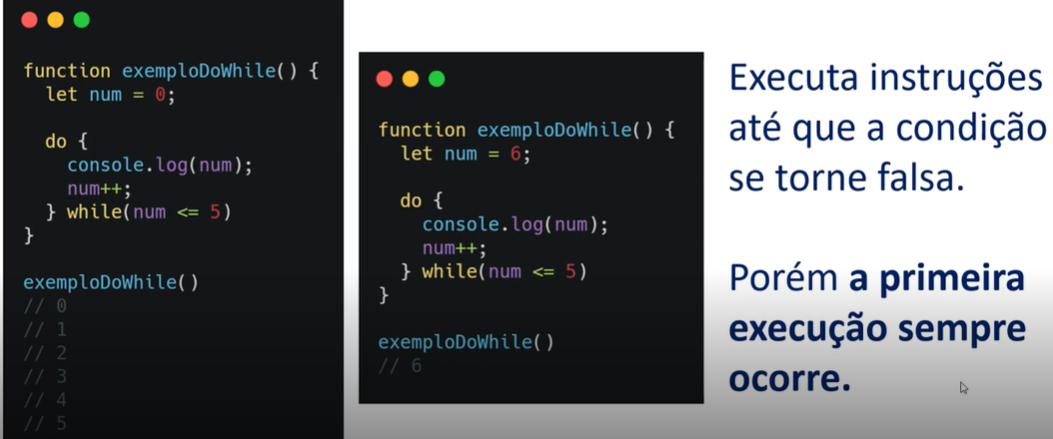 function exemploDoWhile() {
let num = 0;
do {
console.log(num);
num++;
} while(num <= 5)
}
exemploDoWhile()
// 0
// 1
// 2
// 3
// 4
// 5
function exemploDoWhile() {
let num = 6;
do {
console.log(num);
num++;
} while(num <= 5)
}
exemploDoWhile()
// 6
Executa instruções
até que a condição
se torne falsa.
Porém a primeira
execução sempre
ocorre.